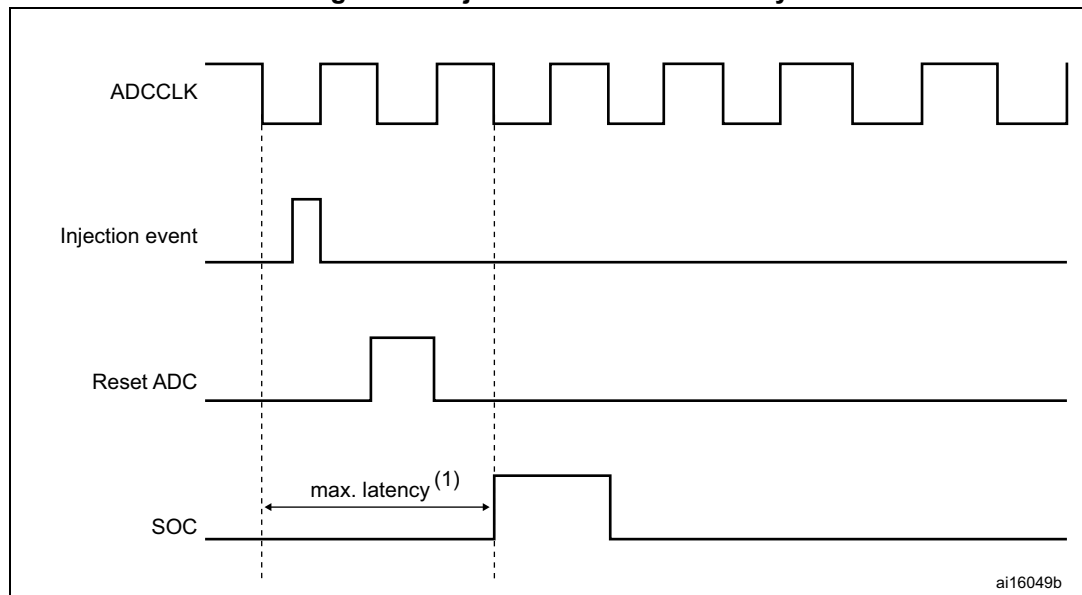 ADCCLK
Injection event
Reset ADC
max. latency (1)
SOC
ai16049b